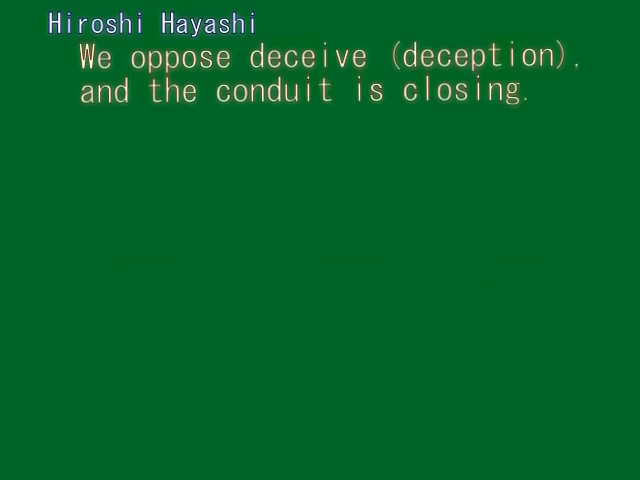 Hiroshi Hayashi
We oppose deceive (deception),
and the conduit is closing.